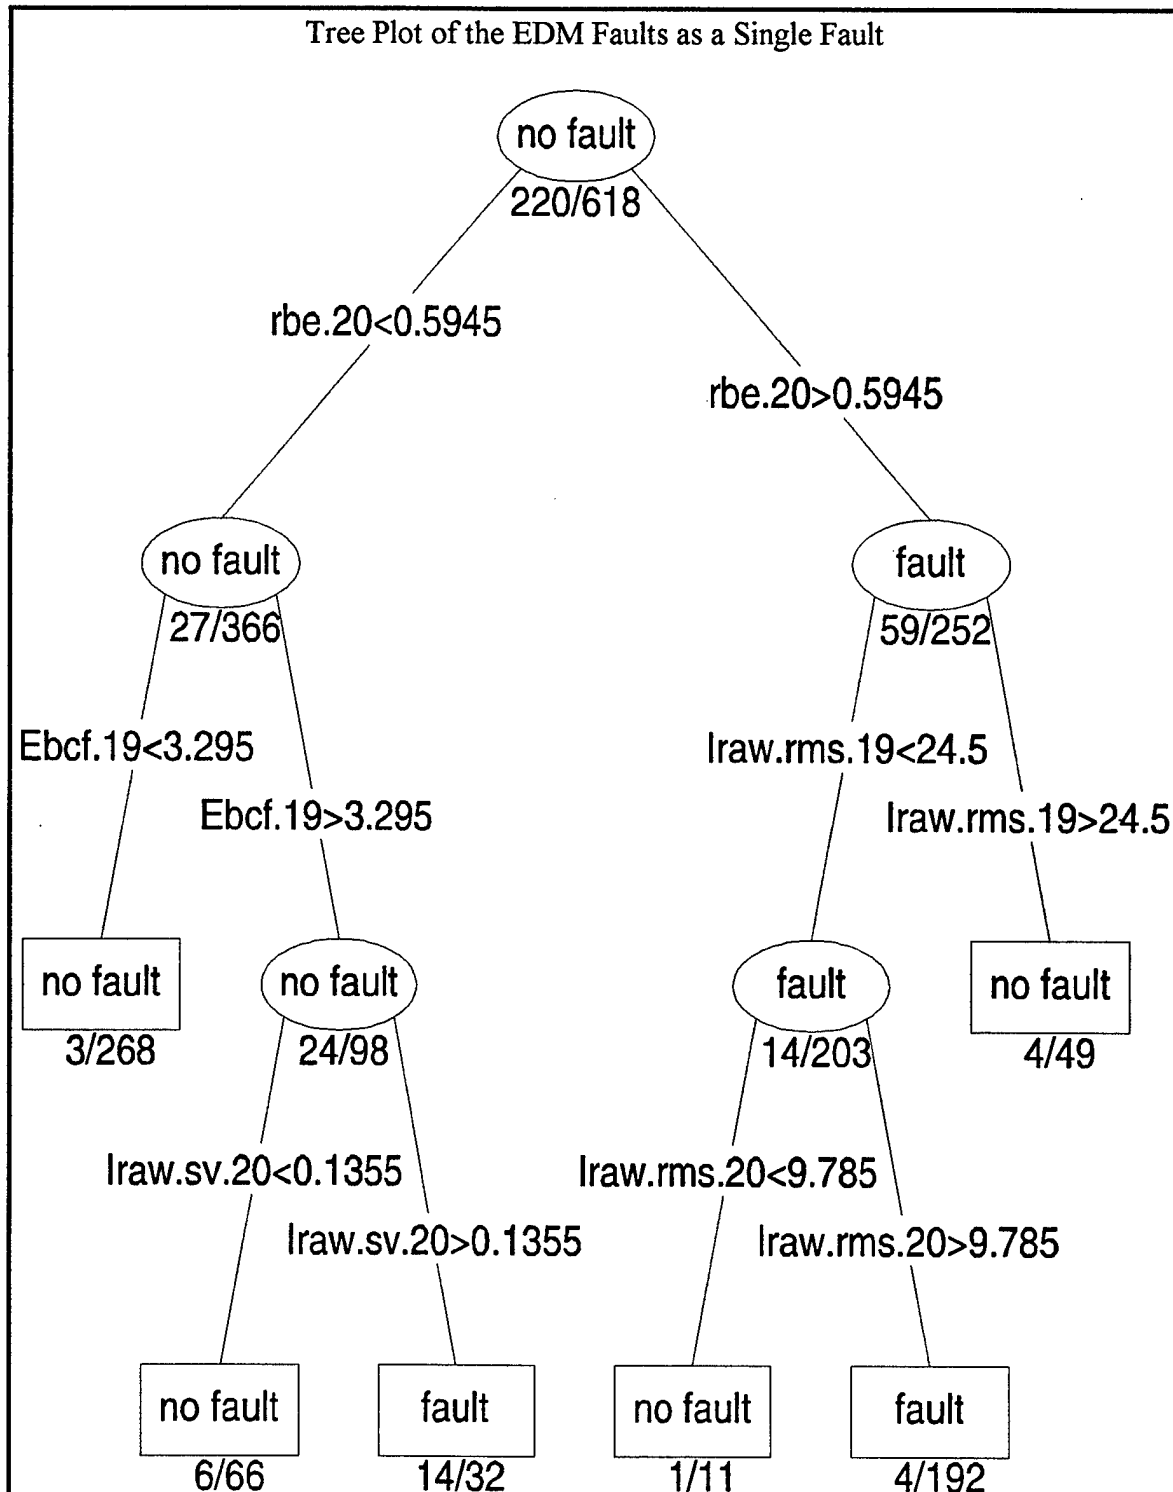 Tree Plot of the EDM Faults as a Single Fault
no fault
220/618
rbe.20<0.5945
rbe.20>0.5945
no fault
27/366
fault
59/252
Ebcf.19<3.295
Ebcf.19>3.295
Iraw.rms.19<24.5
Iraw.rms.19>24.5
no fault
3/268
no fault
24/98
fault
14/203
no fault
4/49
Iraw.sv.20<0.1355
Iraw.sv.20>0.1355
Iraw.rms.20<9.785
Iraw.rms.20>9.785
no fault
6/66
fault
14/32
no fault
1/11
fault
4/192